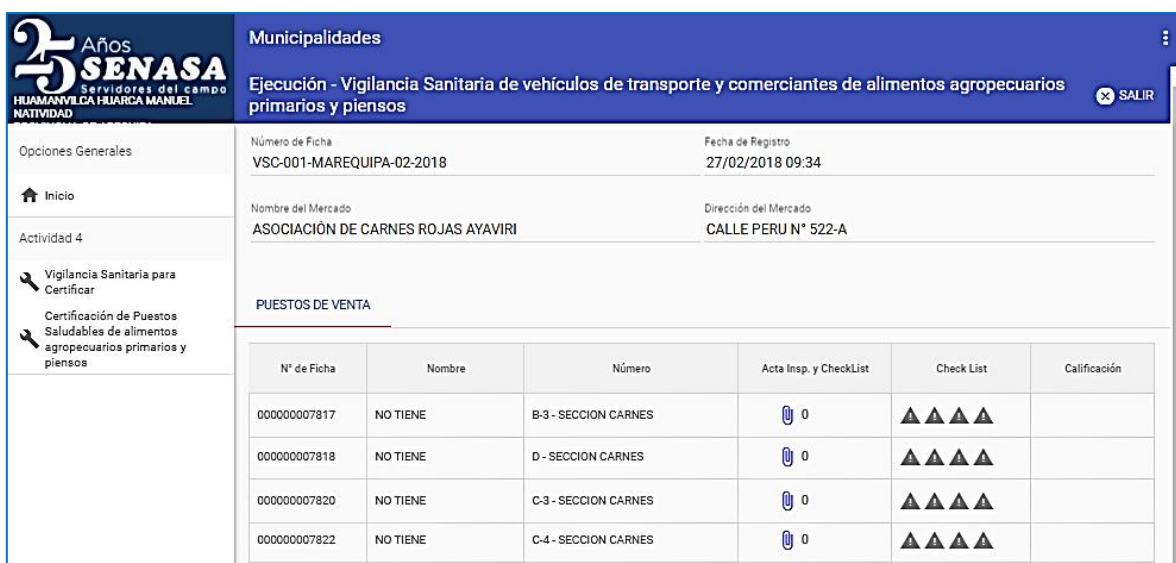 25 Años
SENASA
Servidores del campo
HUAMANVILCA HUARCA MANUEL
NATIVIDAD
Municipalidades
Ejecución - Vigilancia Sanitaria de vehículos de transporte y comerciantes de alimentos agropecuarios
primarios y piensos
SALIR
Opciones Generales
Inicio
Actividad 4
Vigilancia Sanitaria para
Certificar
Certificación de Puestos
Saludables de alimentos
agropecuarios primarios y
piensos
Número de Ficha
VSC-001-MAREQUIPA-02-2018
Fecha de Registro
27/02/2018 09:34
Nombre del Mercado
ASOCIACIÓN DE CARNES ROJAS AYAVIRI
Dirección del Mercado
CALLE PERU N° 522-A
PUESTOS DE VENTA
N° de Ficha Nombre Número Acta Insp. y CheckList Check List Calificación
000000007817 NO TIENE B-3 - SECCION CARNES 0
000000007818 NO TIENE D - SECCION CARNES 0
000000007820 NO TIENE C-3 - SECCION CARNES 0
000000007822 NO TIENE C-4 - SECCION CARNES 0